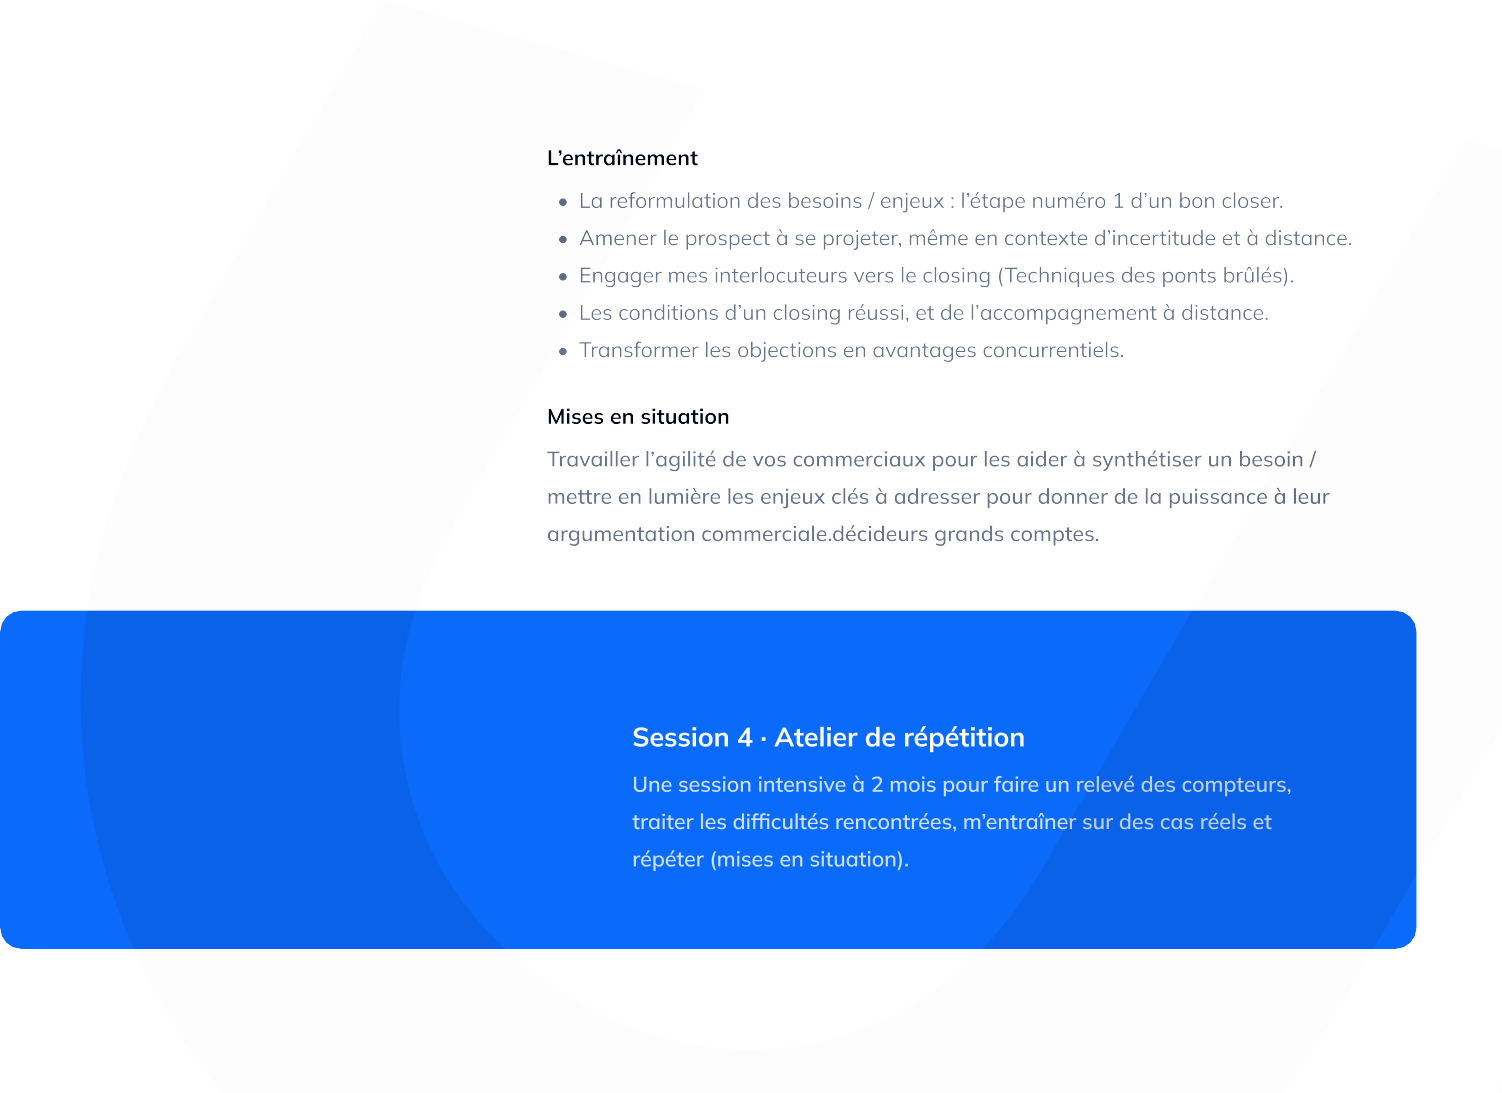 L’entraînement
• La reformulation des besoins / enjeux : l’étape numéro 1 d’un bon closer.
• Amener le prospect à se projeter, même en contexte d’incertitude et à distance.
• Engager mes interlocuteurs vers le closing (Techniques des ponts brûlés).
• Les conditions d’un closing réussi, et de l’accompagnement à distance.
• Transformer les objections en avantages concurrentiels.
Mises en situation
Travailler l’agilité de vos commerciaux pour les aider à synthétiser un besoin /
mettre en lumière les enjeux clés à adresser pour donner de la puissance à leur
argumentation commerciale.décideurs grands comptes.
Session 4 · Atelier de répétition
Une session intensive à 2 mois pour faire un relevé des compteurs,
traiter les difficultés rencontrées, m’entraîner sur des cas réels et
répéter (mises en situation).